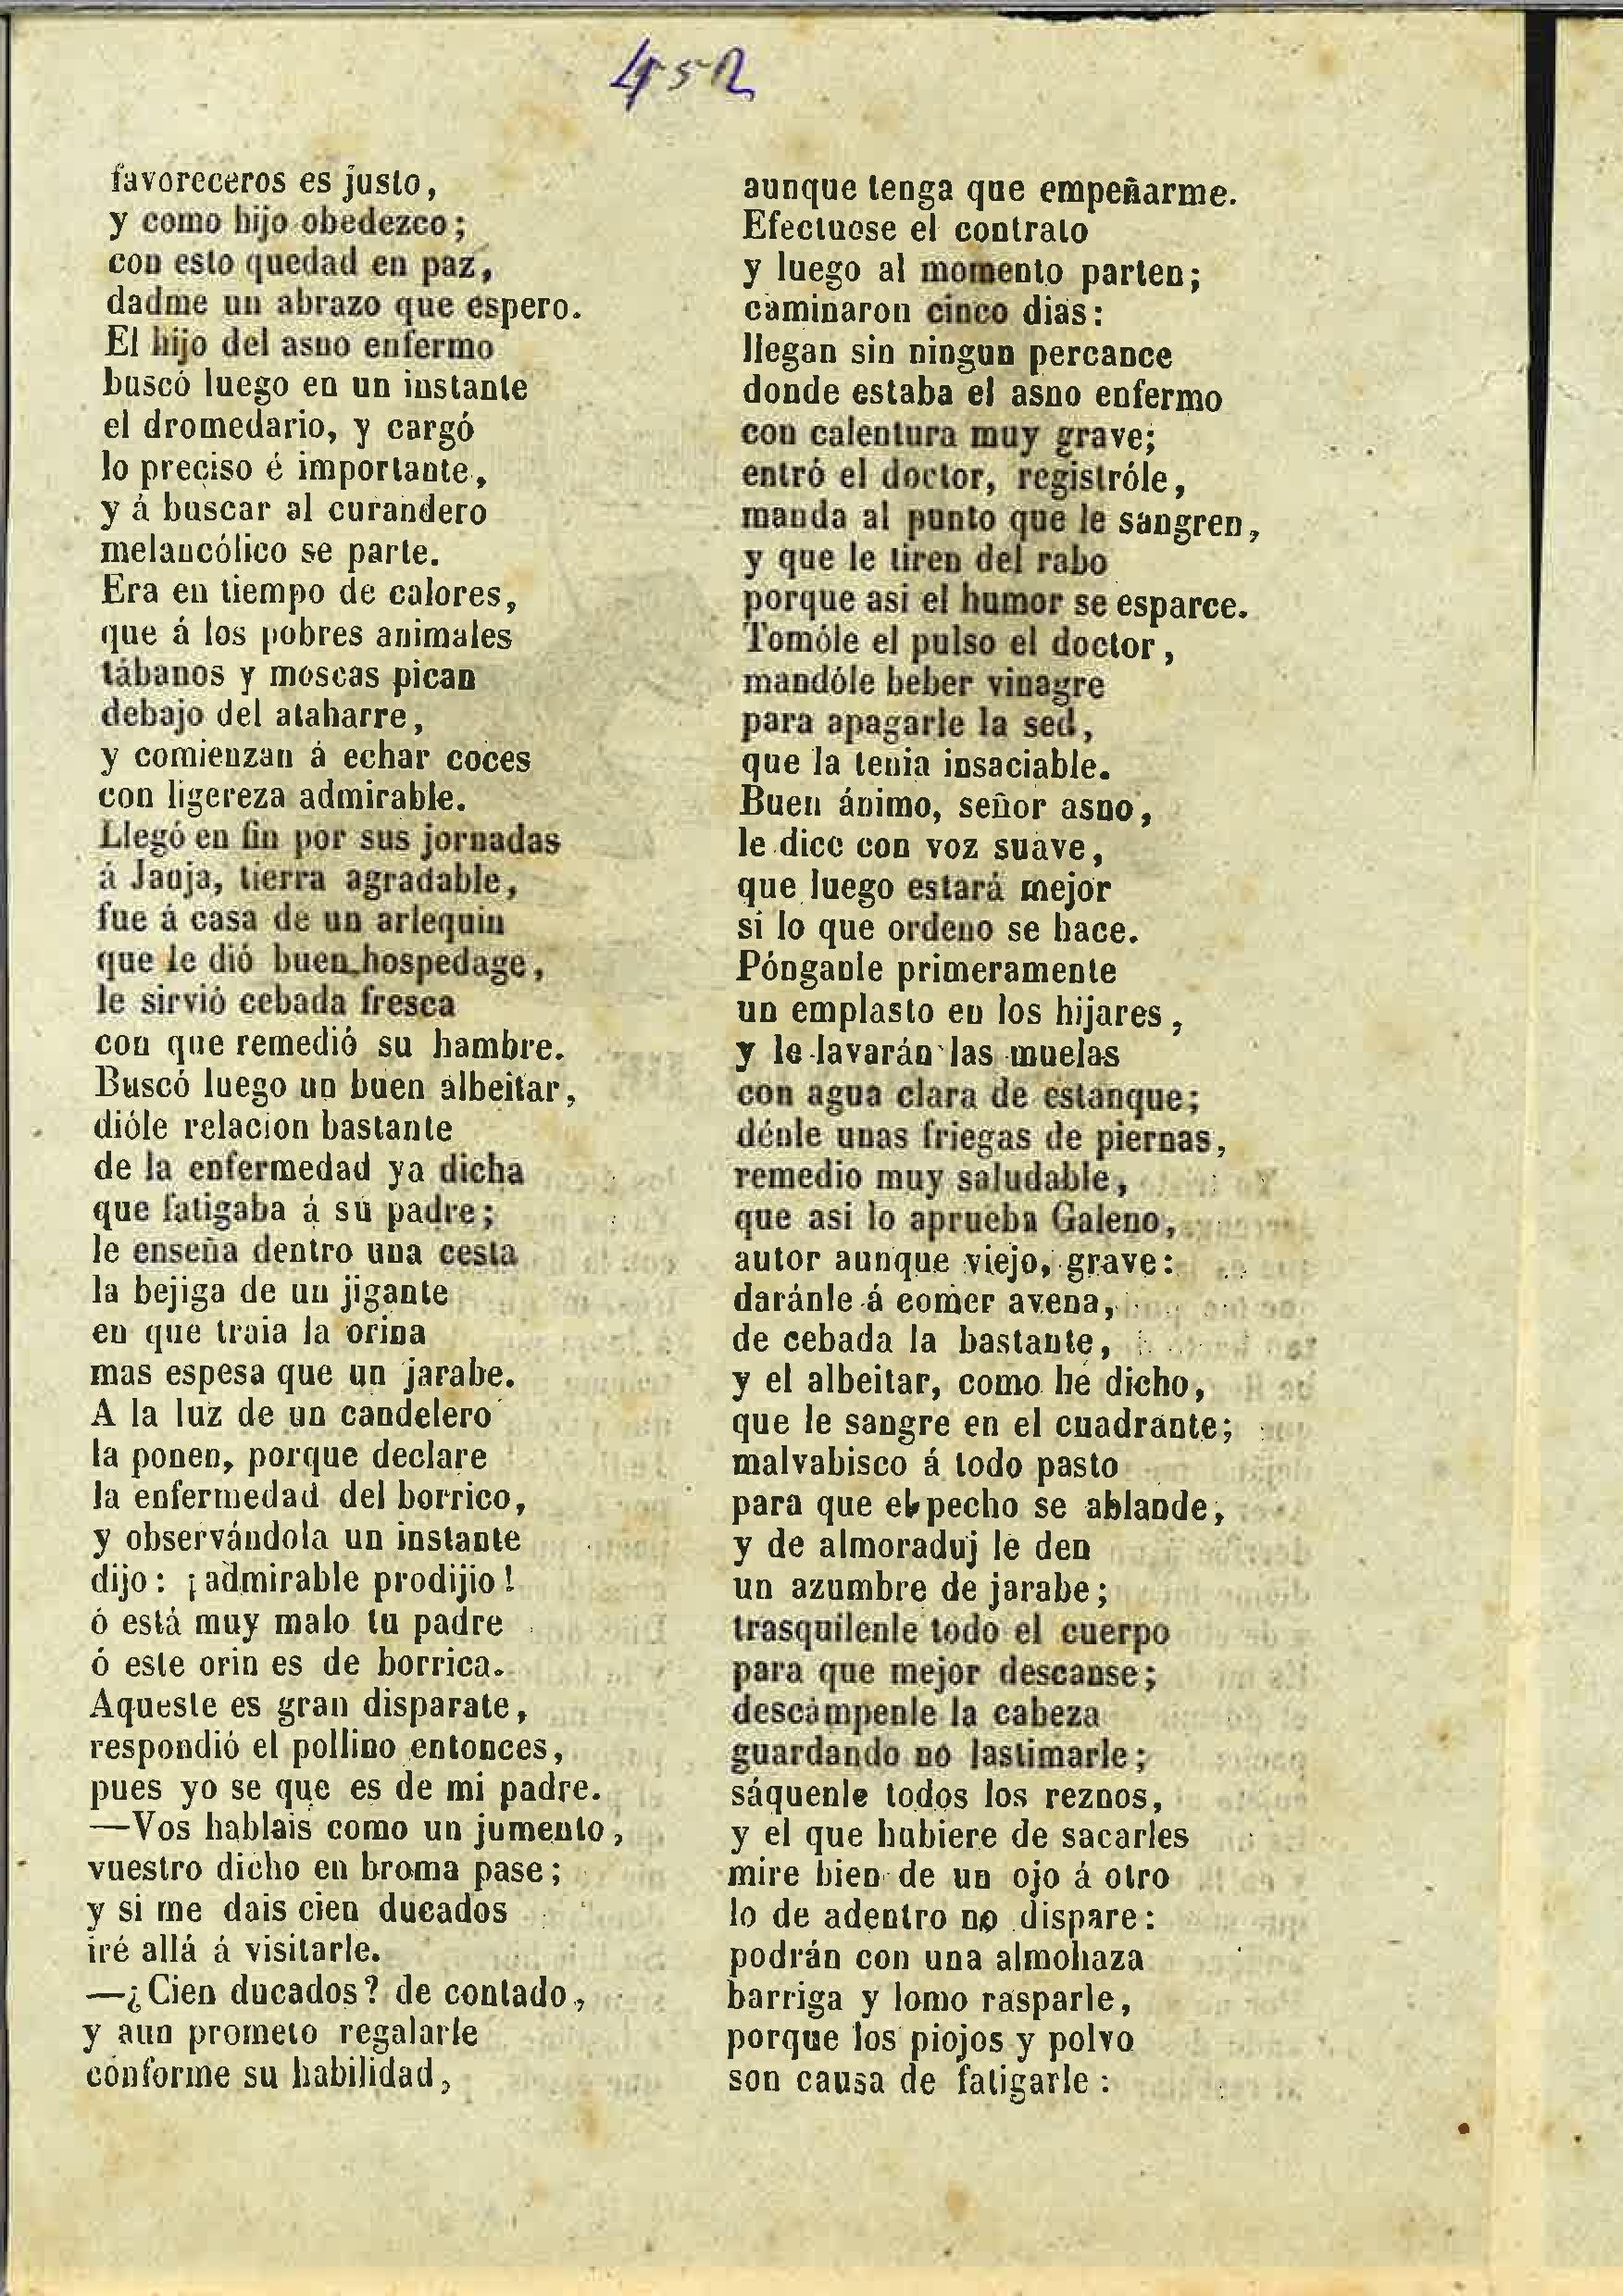 452
favoreceros es justo,
y como hijo obedezco;
con esto quedad en paz,
dadme un abrazo que espero.
El hijo del asno enfermo
buscó luego en un instante
el dromedario, y cargó
lo preciso é importante,
y á buscar al curandero
melancólico se parte.
Era en tiempo de calores,
que á los pobres animales
tábanos y moscas pican
debajo del ataharre,
y comienzan á echar coces
con ligereza admirable.
Llegó en fin por sus jornadas
á Jauja, tierra agradable,
fue á casa de un arlequin
que le dió buen hospedage,
le sirvió cebada fresca
con que remedió su hambre.
Buscó luego un buen albeitar,
dióle relacion bastante
de la enfermedad ya dicha
que fatigaba á su padre;
le enseña dentro una cesta
la bejiga de un jigante
en que traia la orina
mas espesa que un jarabe.
A la luz de un candelero
la ponen, porque declare
la enfermedad del borrico,
y observándola un instante
dijo: ¡admirable prodijio!
ó está muy malo tu padre
ó este orin es de borrica.
Aqueste es gran disparate,
respondió el pollino entonces,
pues yo se que es de mi padre.
—Vos hablais como un jumento,
vuestro dicho en broma pase;
y si me dais cien ducados
iré allá á visitarle.
—¿Cien ducados? de contado,
y aun prometo regalarle
conforme su habilidad,
aunque tenga que empeñarme.
Efectuose el contrato
y luego al momento parten;
caminaron cinco dias:
llegan sin ningun percance
donde estaba el asno enfermo
con calentura muy grave;
entró el doctor, registróle,
manda al punto que le sangren,
y que le tiren del rabo
porque asi el humor se esparce.
Tomóle el pulso el doctor,
mandóle beber vinagre
para apagarle la sed,
que la tenia insaciable.
Buen ánimo, señor asno,
le dice con voz suave,
que luego estará mejor
si lo que ordeno se hace.
Pónganle primeramente
un emplasto en los hijares,
y le lavarán las muelas
con agua clara de estanque;
dénle unas friegas de piernas,
remedio muy saludable,
que asi lo aprueba Galeno,
autor aunque viejo, grave:
daránle á comer avena,
de cebada la bastante,
y el albeitar, como he dicho,
que le sangre en el cuadrante;
malvabisco á todo pasto
para que el pecho se ablande,
y de almoraduj le den
un azumbre de jarabe;
trasquilenle todo el cuerpo
para que mejor descanse;
descámpenle la cabeza
guardando no lastimarle;
sáquenle todos los reznos,
y el que hubiere de sacarles
mire bien de un ojo á otro
lo de adentro no dispare:
podrán con una almohaza
barriga y lomo rasparle,
porque los piojos y polvo
son causa de fatigarle: